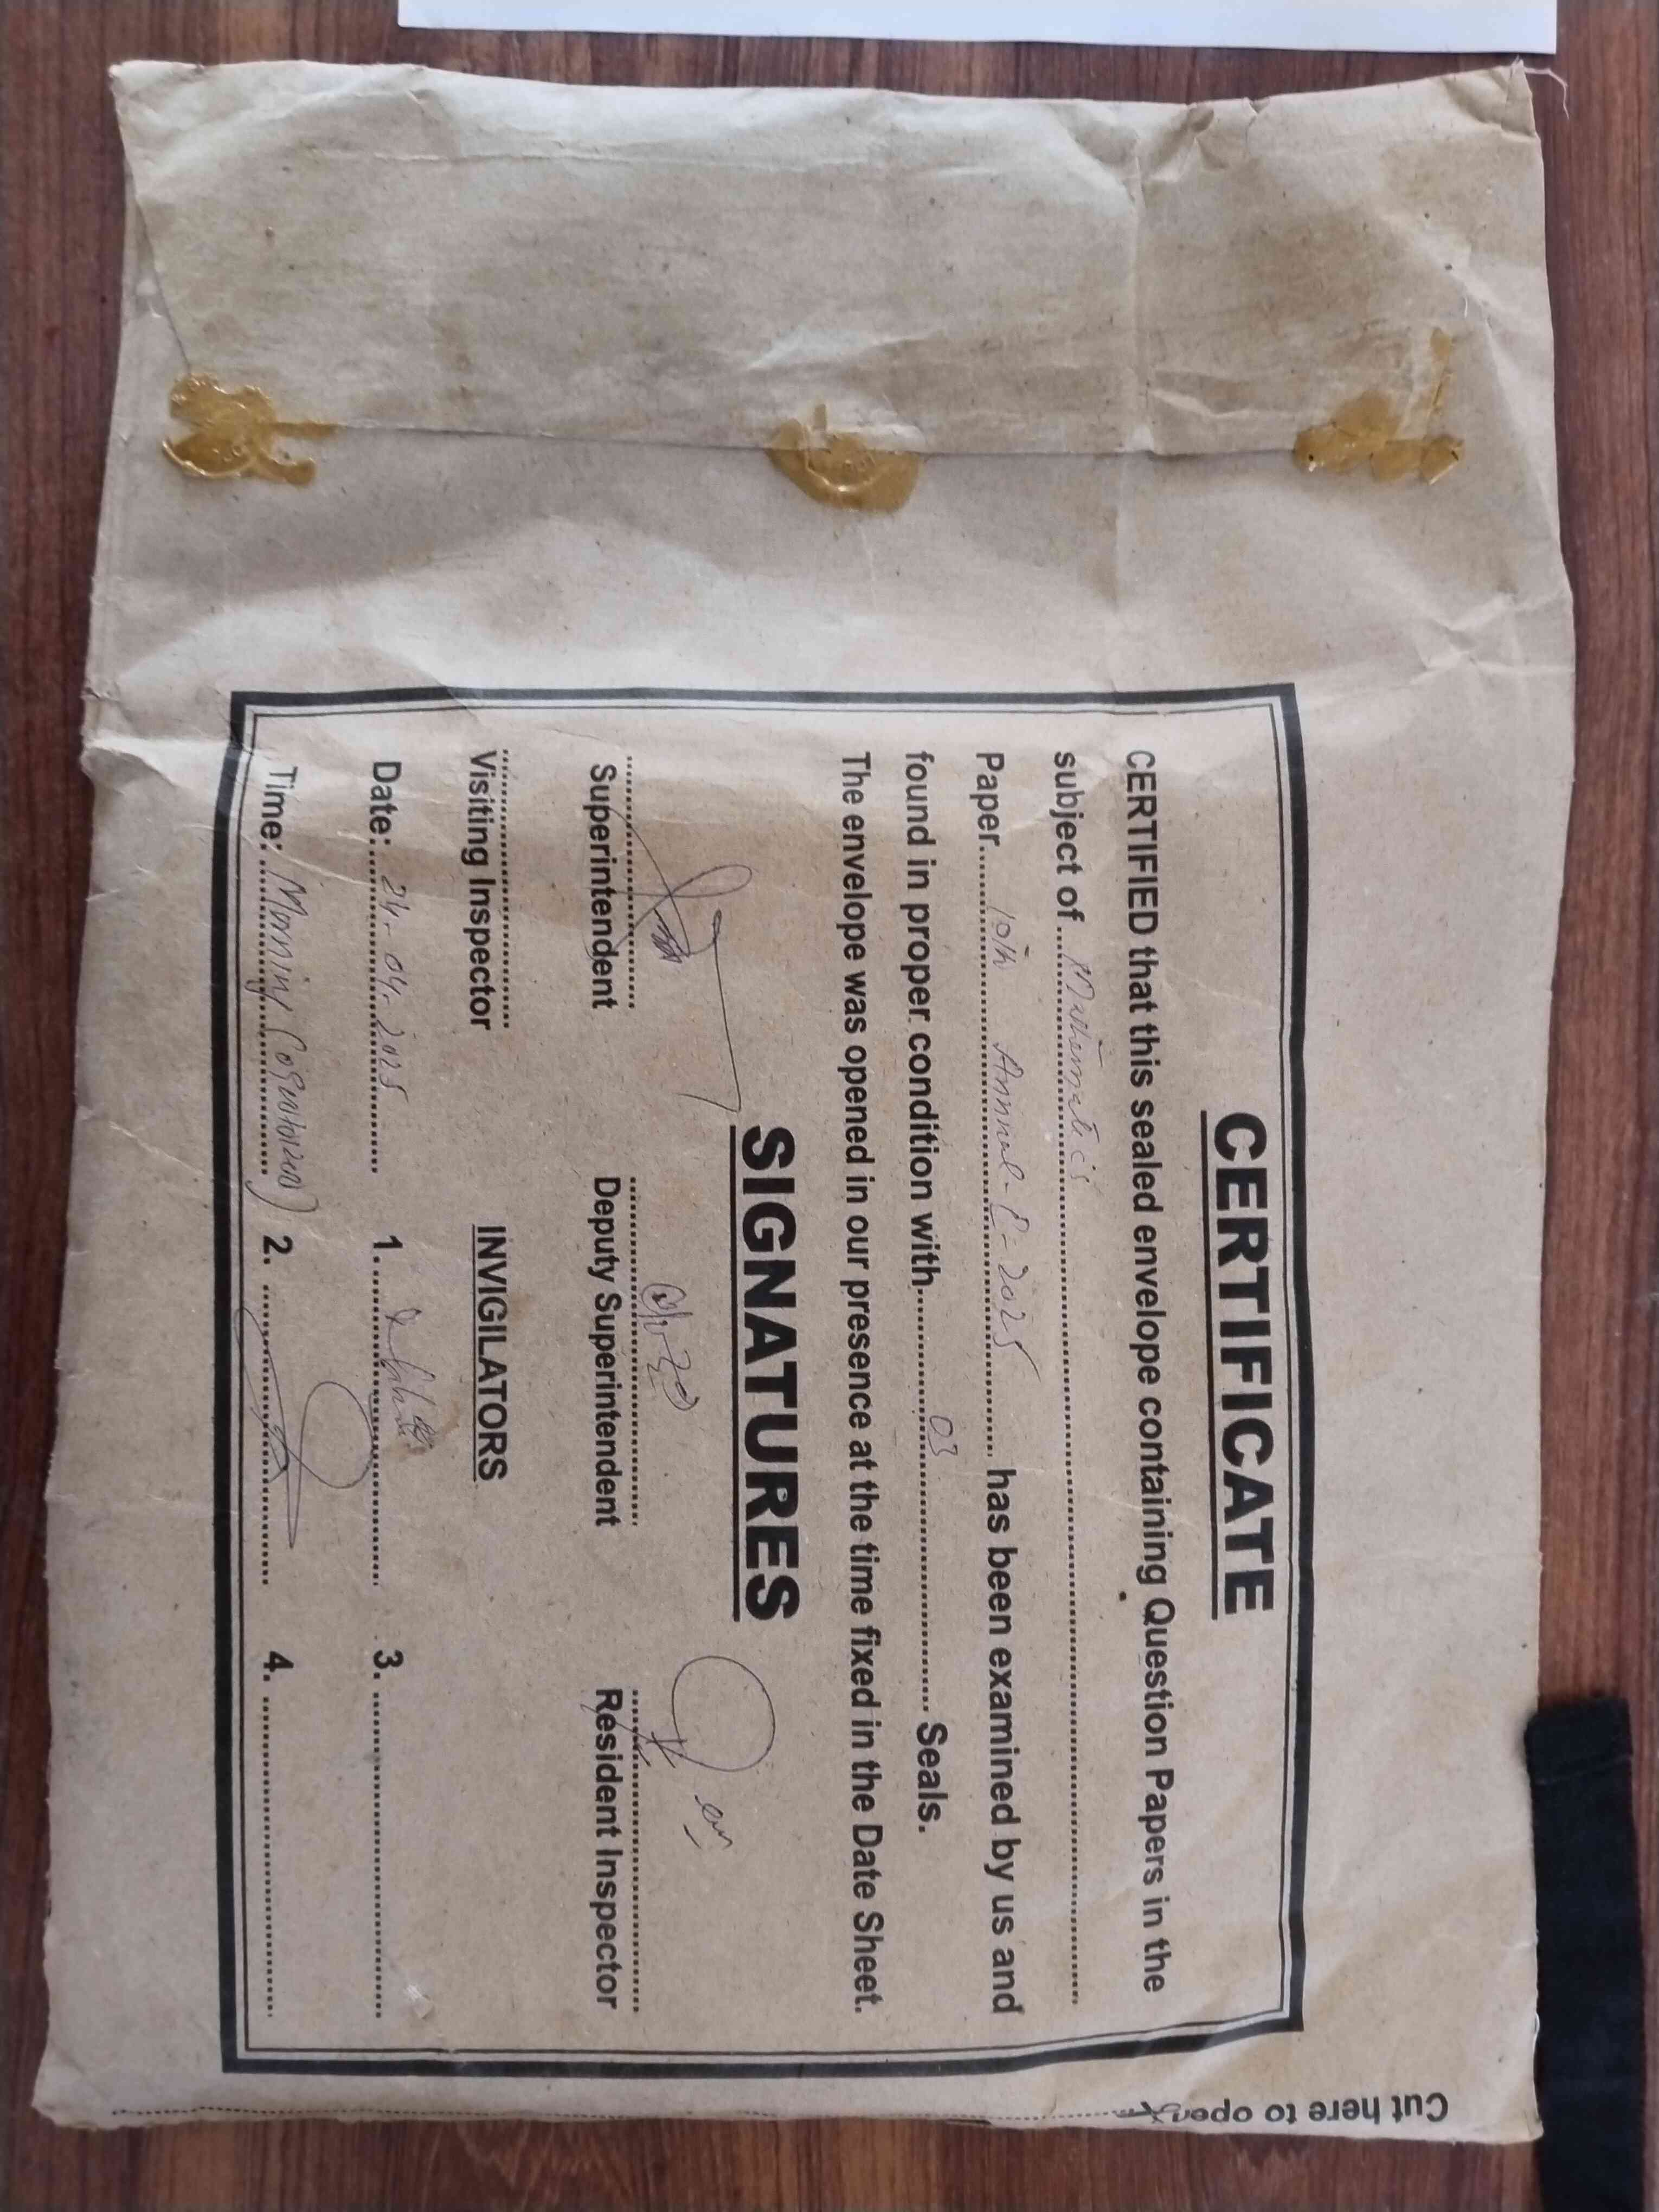 CERTIFICATE
CERTIFIED that this sealed envelope containing Question Papers in the
subject of Mathematics
Paper 10th Annual-E-2025 has been examined by us and
found in proper condition with 03 Seals.
The envelope was opened in our presence at the time fixed in the Date Sheet.
SIGNATURES
Superintendent Deputy Superintendent Resident Inspector
Visiting Inspector
INVIGILATORS
Date: 24-04-2025 1. 3.
Time: Morning 2. 4.
Cut here to open